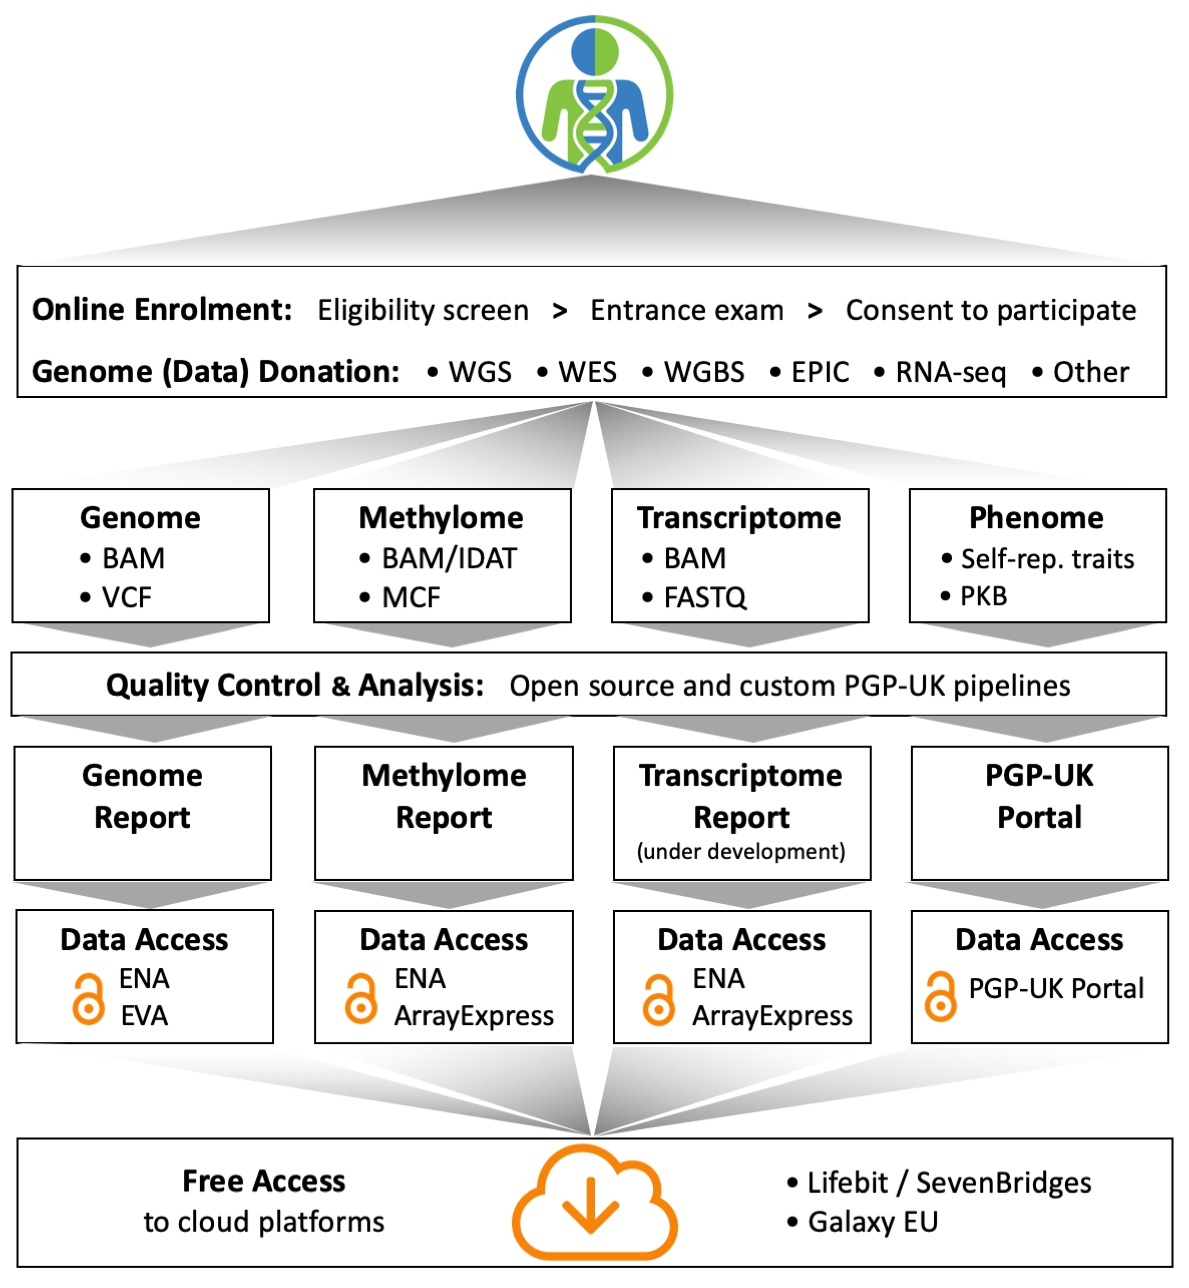 Online Enrolment: Eligibility screen > Entrance exam > Consent to participate
Genome (Data) Donation: • WGS • WES • WGBS • EPIC • RNA-seq • Other
Genome
• BAM
• VCF
Methylome
• BAM/IDAT
• MCF
Transcriptome
• BAM
• FASTQ
Phenome
• Self-rep. traits
• PKB
Quality Control & Analysis: Open source and custom PGP-UK pipelines
Genome
Report
Methylome
Report
Transcriptome
Report
(under development)
PGP-UK
Portal
Data Access
ENA
EVA
Data Access
ENA
ArrayExpress
Data Access
ENA
ArrayExpress
Data Access
PGP-UK Portal
Free Access
to cloud platforms
• Lifebit / SevenBridges
• Galaxy EU